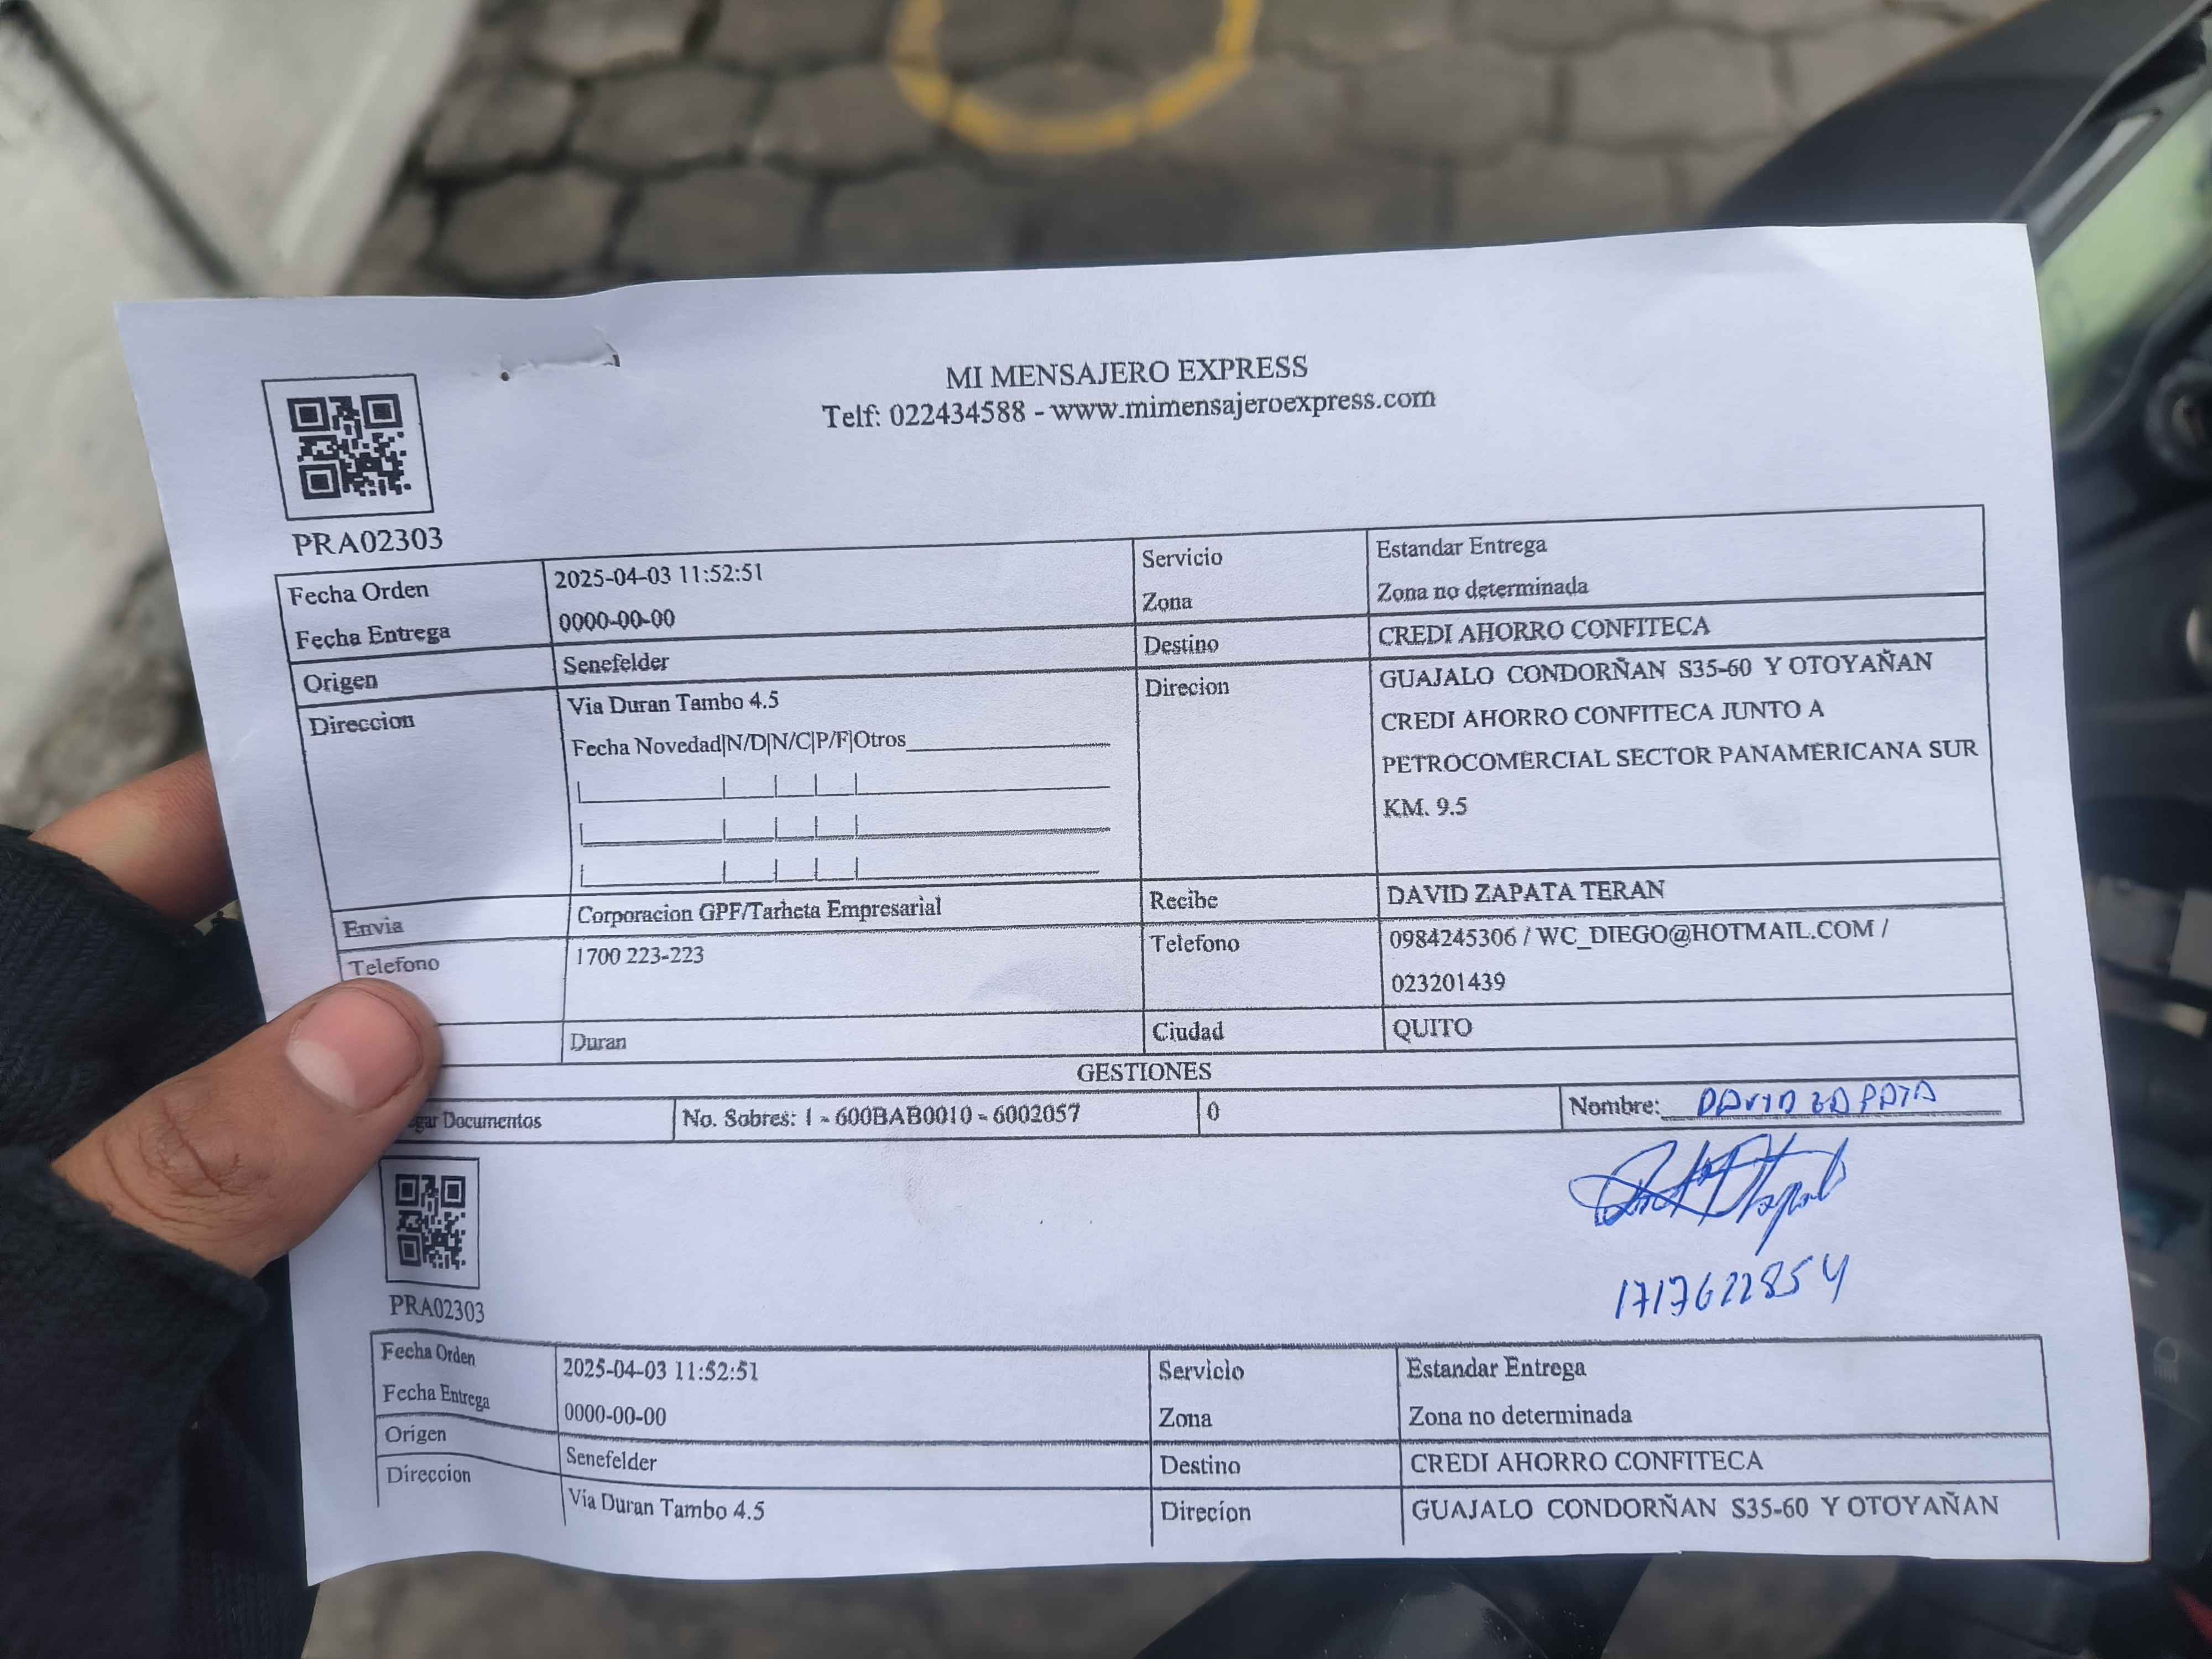 MI MENSAJERO EXPRESS
Telf: 022434588 - www.mimensajeroexpress.com
PRA02303
Fecha Orden 2025-04-03 11:52:51 Servicio Estandar Entrega
Fecha Entrega 0000-00-00 Zona Zona no determinada
Origen Senefelder Destino CREDI AHORRO CONFITECA
Direccion Via Duran Tambo 4.5 Direcion GUAJALO CONDORÑAN S35-60 Y OTOYAÑAN
Fecha Novedad|N/D|N/C|P/F|Otros CREDI AHORRO CONFITECA JUNTO A
PETROCOMERCIAL SECTOR PANAMERICANA SUR
KM. 9.5
Envia Corporacion GPF/Tarheta Empresarial Recibe DAVID ZAPATA TERAN
Telefono 1700 223-223 Telefono 0984245306 / WC_DIEGO@HOTMAIL.COM /
023201439
Duran Ciudad QUITO
GESTIONES
Documentos No. Sobres: 1 - 600BAB0010 - 6002057 0 Nombre: DAVID ZAPATA
1717622854
PRA02303
Fecha Orden 2025-04-03 11:52:51 Servicio Estandar Entrega
Fecha Entrega 0000-00-00 Zona Zona no determinada
Origen Senefelder Destino CREDI AHORRO CONFITECA
Direccion Via Duran Tambo 4.5 Direcion GUAJALO CONDORÑAN S35-60 Y OTOYAÑAN